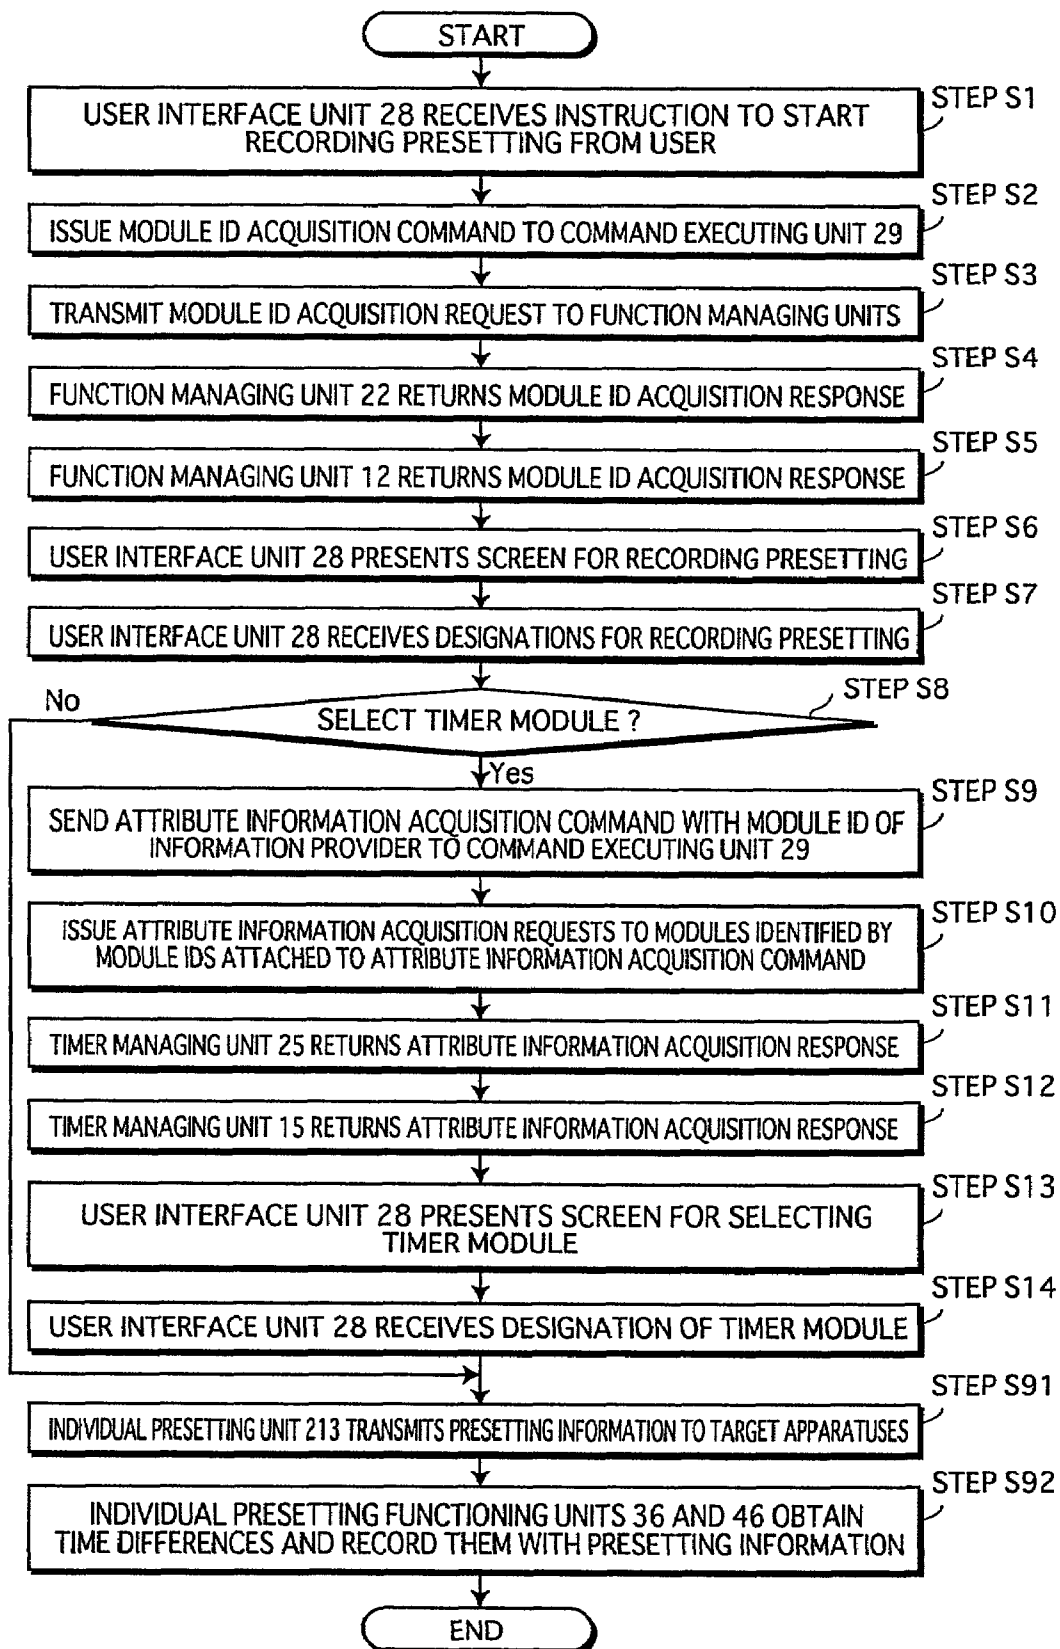 START
STEP S1
USER INTERFACE UNIT 28 RECEIVES INSTRUCTION TO START
RECORDING PRESETTING FROM USER
STEP S2
ISSUE MODULE ID ACQUISITION COMMAND TO COMMAND EXECUTING UNIT 29
STEP S3
TRANSMIT MODULE ID ACQUISITION REQUEST TO FUNCTION MANAGING UNITS
STEP S4
FUNCTION MANAGING UNIT 22 RETURNS MODULE ID ACQUISITION RESPONSE
STEP S5
FUNCTION MANAGING UNIT 12 RETURNS MODULE ID ACQUISITION RESPONSE
STEP S6
USER INTERFACE UNIT 28 PRESENTS SCREEN FOR RECORDING PRESETTING
STEP S7
USER INTERFACE UNIT 28 RECEIVES DESIGNATIONS FOR RECORDING PRESETTING
STEP S8
No
SELECT TIMER MODULE ?
Yes
STEP S9
SEND ATTRIBUTE INFORMATION ACQUISITION COMMAND WITH MODULE ID OF
INFORMATION PROVIDER TO COMMAND EXECUTING UNIT 29
STEP S10
ISSUE ATTRIBUTE INFORMATION ACQUISITION REQUESTS TO MODULES IDENTIFIED BY
MODULE IDS ATTACHED TO ATTRIBUTE INFORMATION ACQUISITION COMMAND
STEP S11
TIMER MANAGING UNIT 25 RETURNS ATTRIBUTE INFORMATION ACQUISITION RESPONSE
STEP S12
TIMER MANAGING UNIT 15 RETURNS ATTRIBUTE INFORMATION ACQUISITION RESPONSE
STEP S13
USER INTERFACE UNIT 28 PRESENTS SCREEN FOR SELECTING
TIMER MODULE
STEP S14
USER INTERFACE UNIT 28 RECEIVES DESIGNATION OF TIMER MODULE
STEP S91
INDIVIDUAL PRESETTING UNIT 213 TRANSMITS PRESETTING INFORMATION TO TARGET APPARATUSES
STEP S92
INDIVIDUAL PRESETTING FUNCTIONING UNITS 36 AND 46 OBTAIN
TIME DIFFERENCES AND RECORD THEM WITH PRESETTING INFORMATION
END